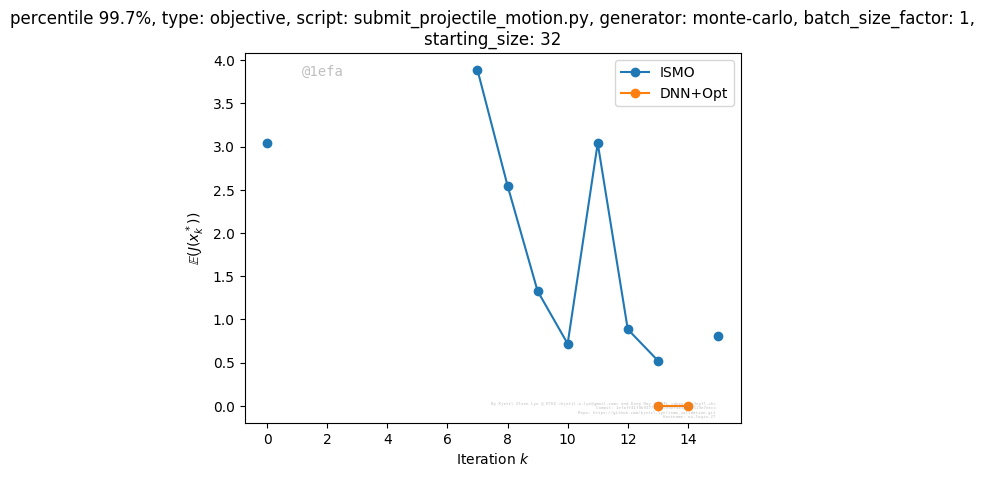 percentile 99.7%, type: objective, script: submit_projectile_motion.py, generator: monte-carlo, batch_size_factor: 1,
starting_size: 32
@1efa
ISMO
DNN+Opt
4.0
3.5
3.0
2.5
2.0
1.5
1.0
0.5
0.0
𝔼(J(x_k^*))
0 2 4 6 8 10 12 14
Iteration k